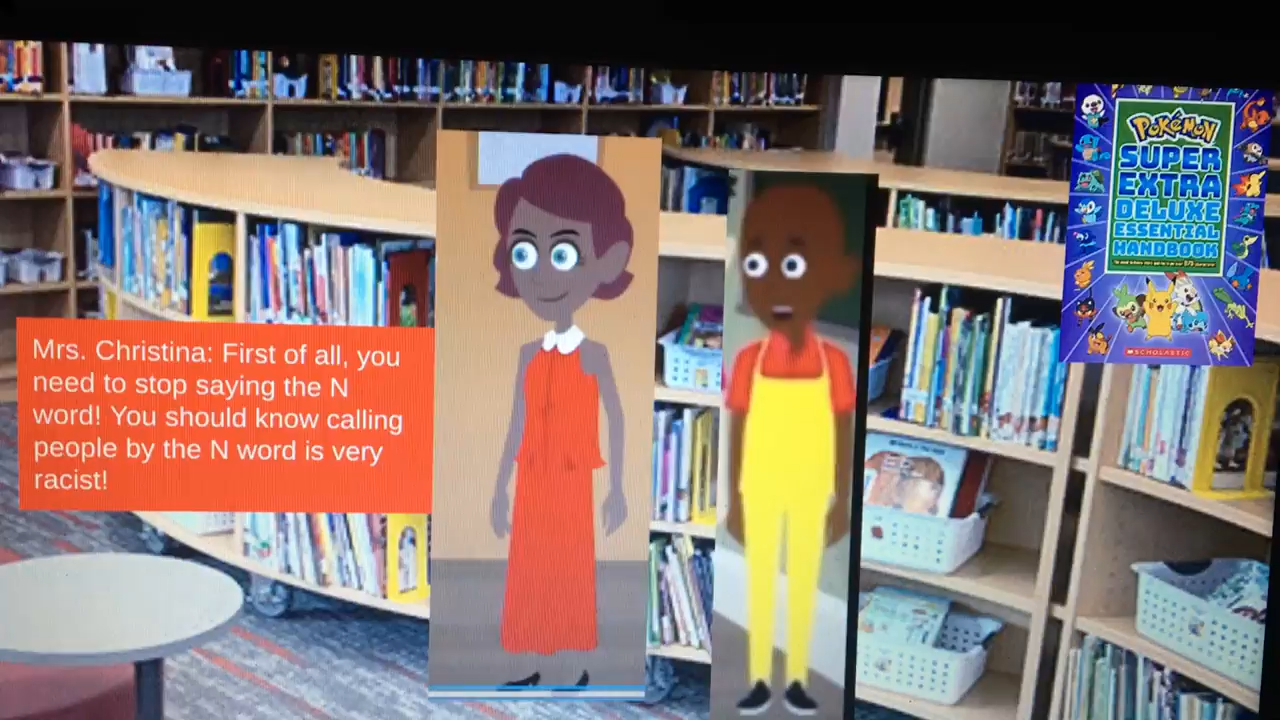 Mrs. Christina: First of all, you
need to stop saying the N
word! You should know calling
people by the N word is very
racist!
POKéMON
SUPER
EXTRA
DELUXE
ESSENTIAL
HANDBOOK
SCHOLASTIC